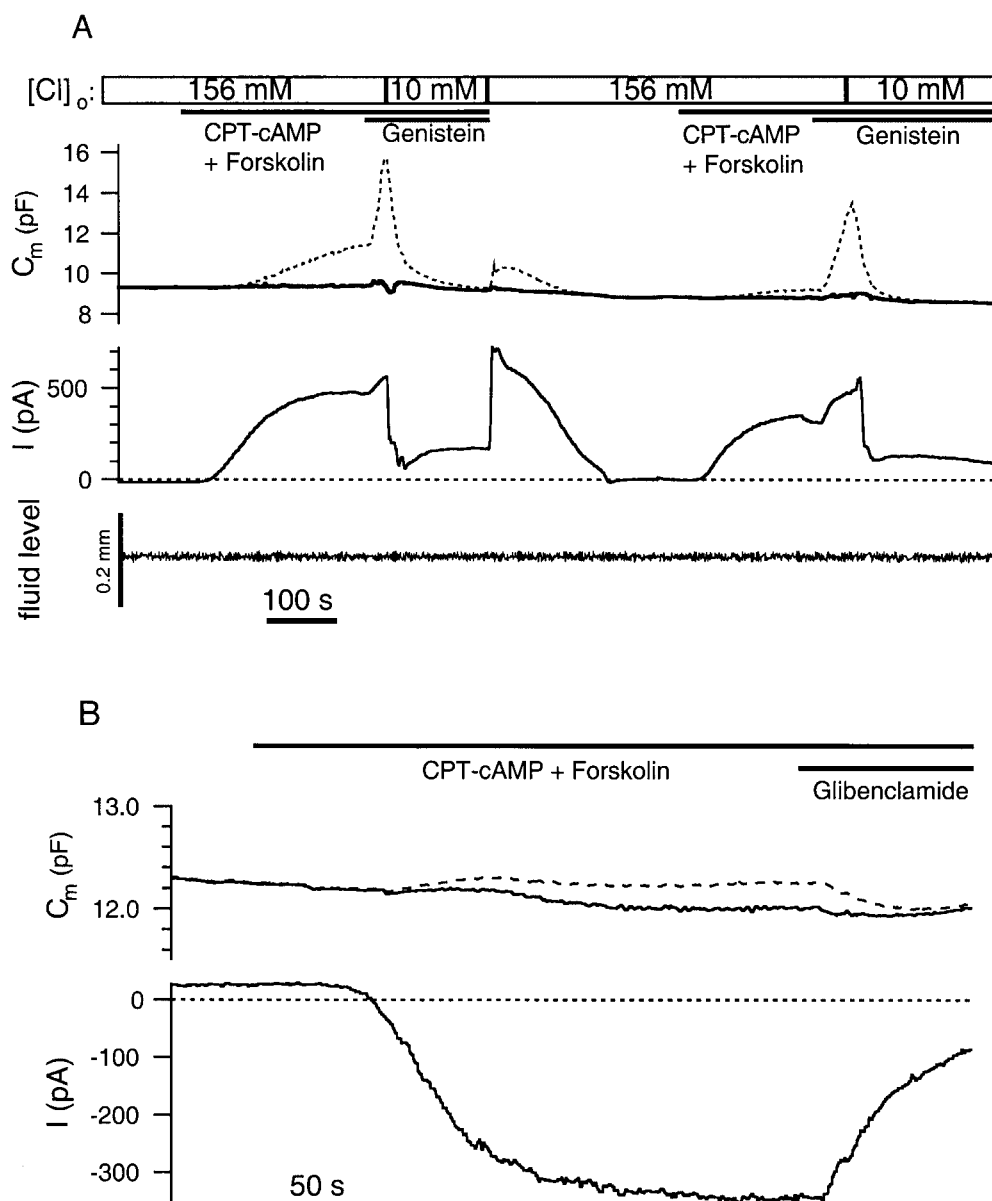 A
[Cl]o: 156 mM 10 mM 156 mM 10 mM
CPT-cAMP + Forskolin
Genistein
CPT-cAMP + Forskolin
Genistein
Cm (pF)
16
14
12
10
8
I (pA)
500
0
fluid level
0.2 mm
100 s
B
CPT-cAMP + Forskolin
Glibenclamide
Cm (pF)
13.0
12.0
I (pA)
0
-100
-200
-300
50 s